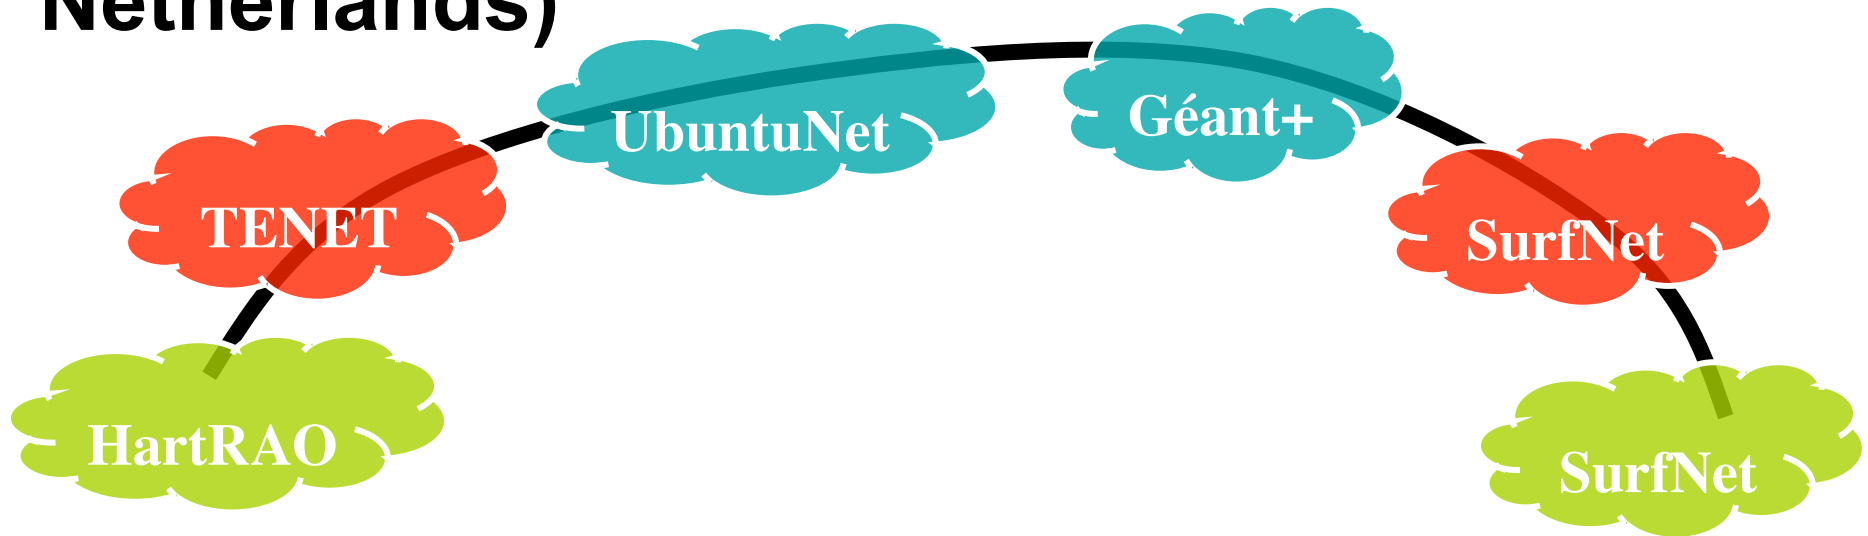 Netherlands)
UbuntuNet
Géant+
TENET
SurfNet
HartRAO
SurfNet